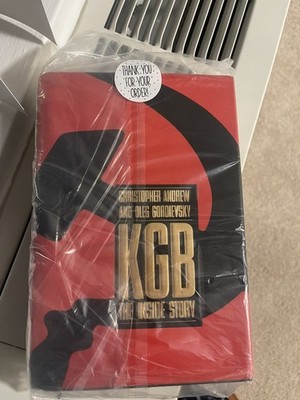 THANK YOU
FOR YOUR
ORDER!
CHRISTOPHER ANDREW
AND OLEG GORDIEVSKY
KGB
THE INSIDE STORY